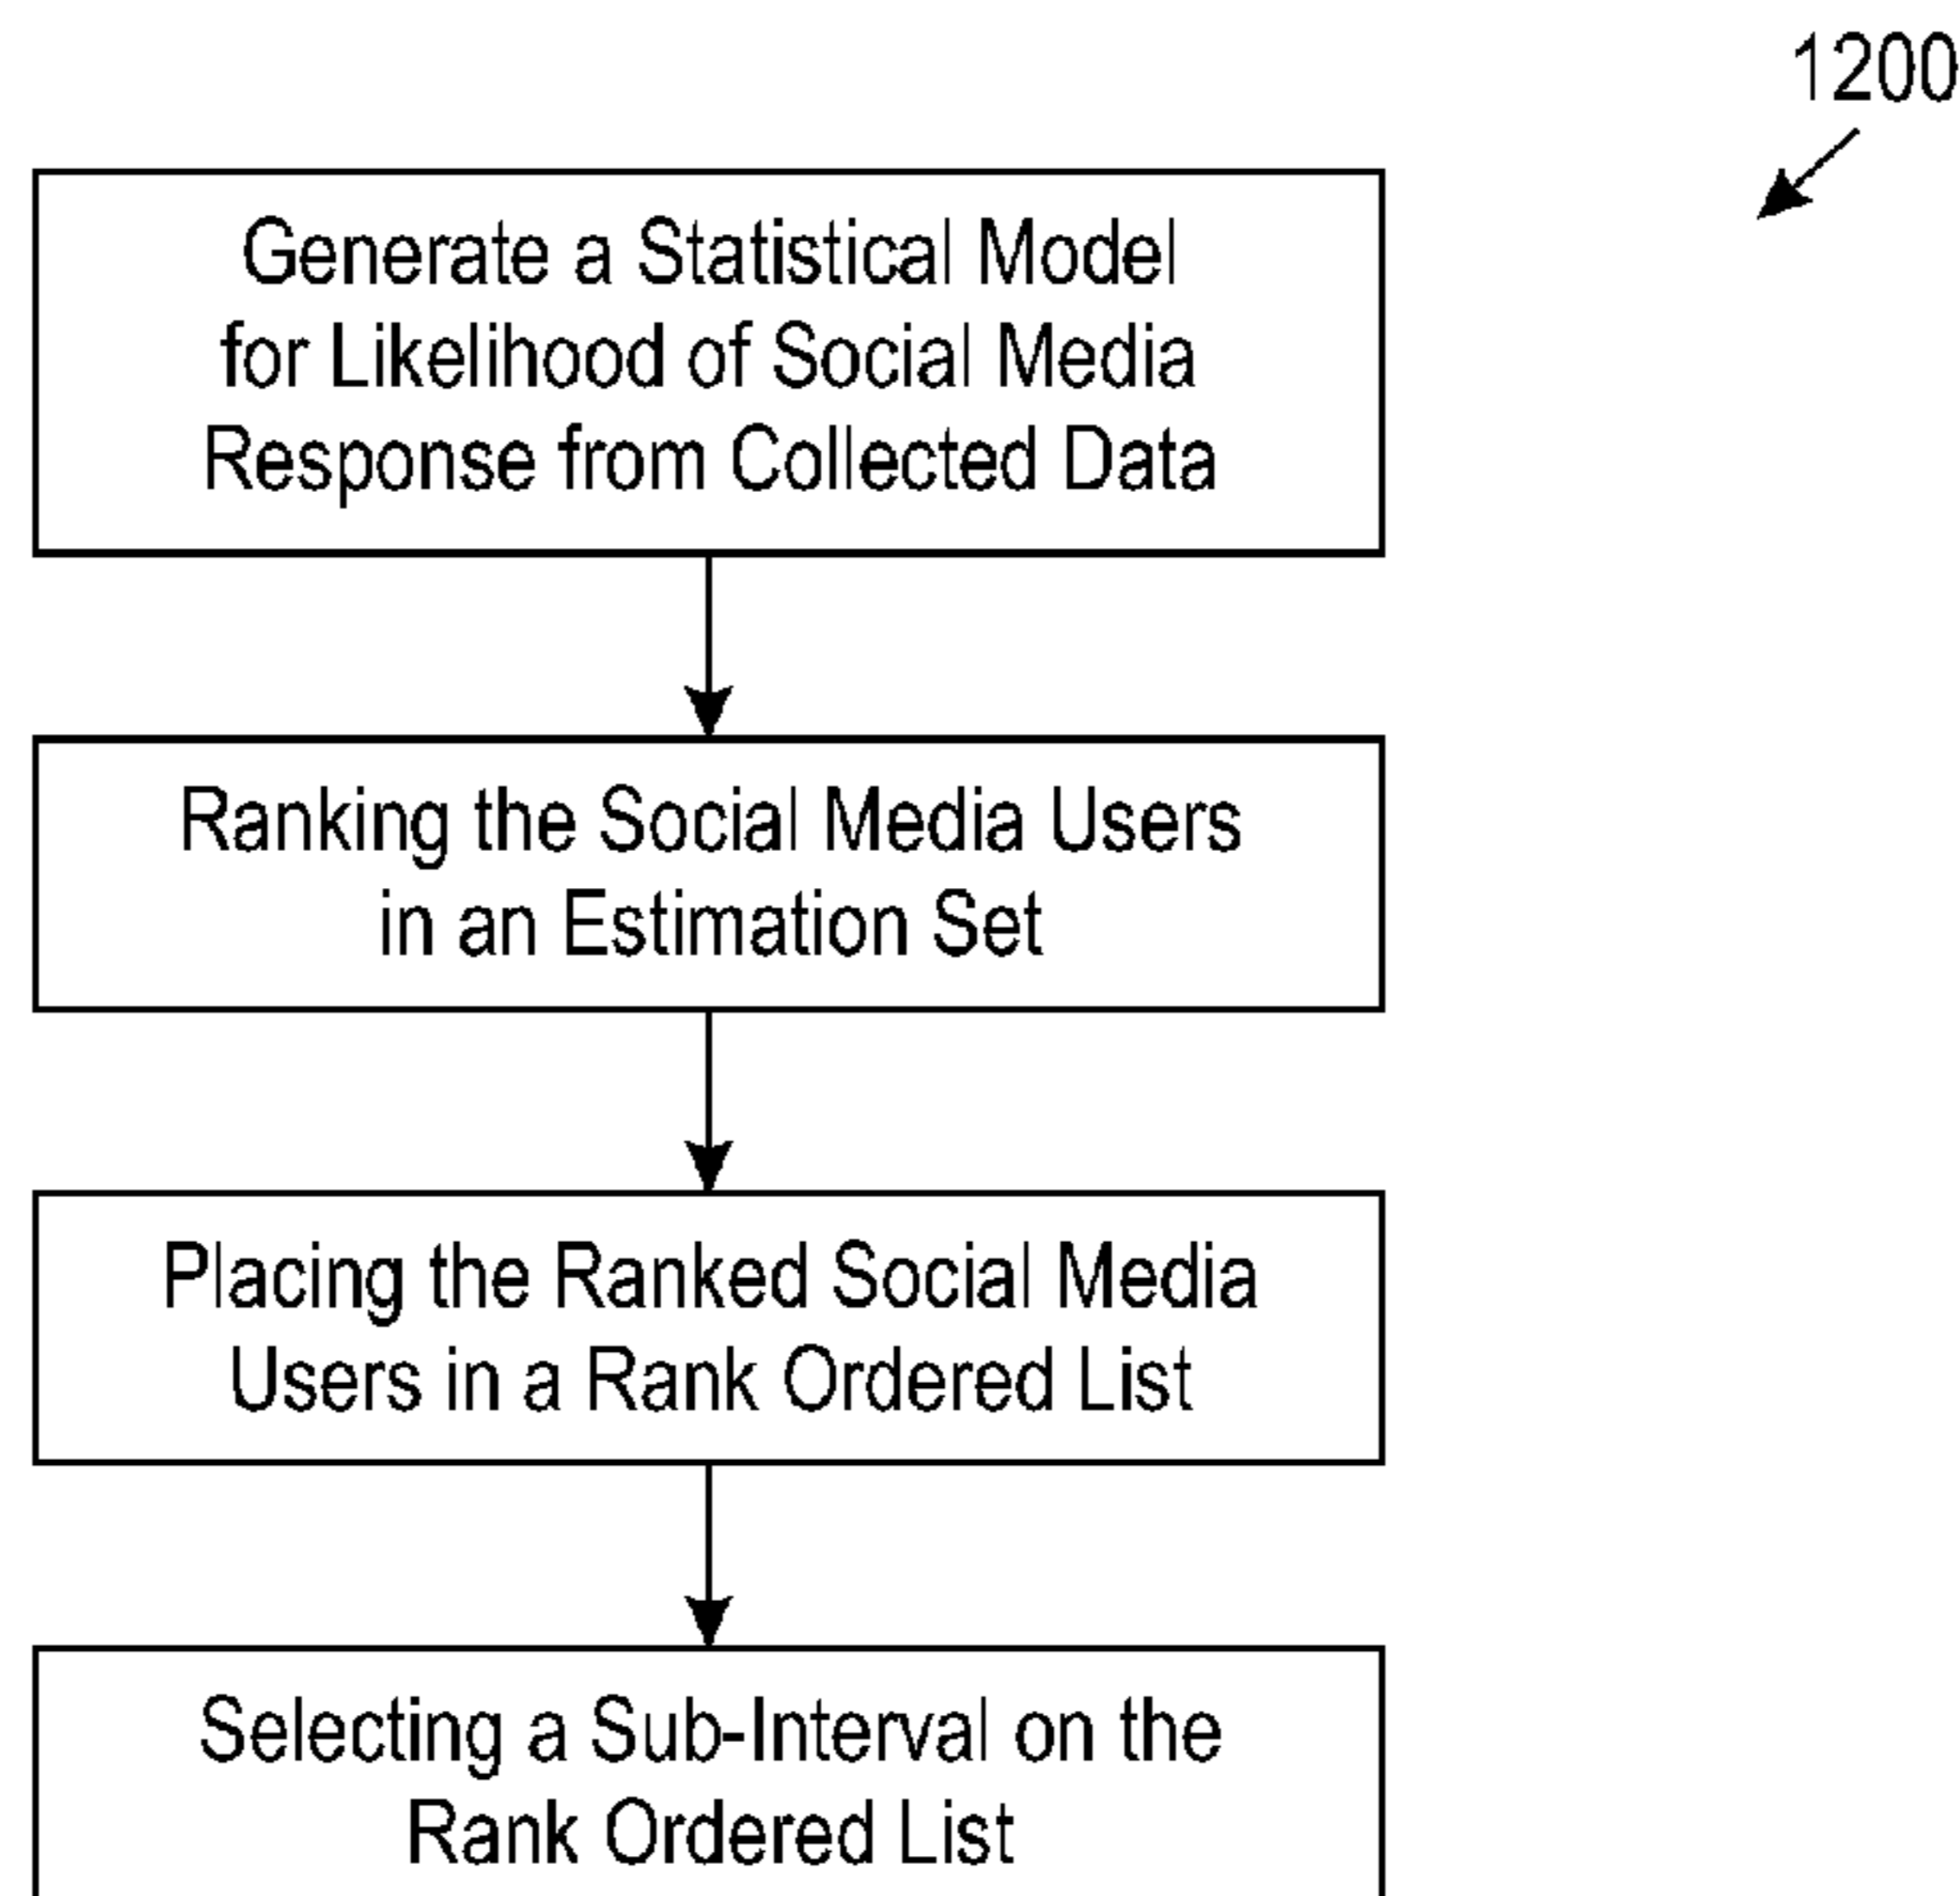 1200
Generate a Statistical Model
for Likelihood of Social Media
Response from Collected Data
Ranking the Social Media Users
in an Estimation Set
Placing the Ranked Social Media
Users in a Rank Ordered List
Selecting a Sub-Interval on the
Rank Ordered List